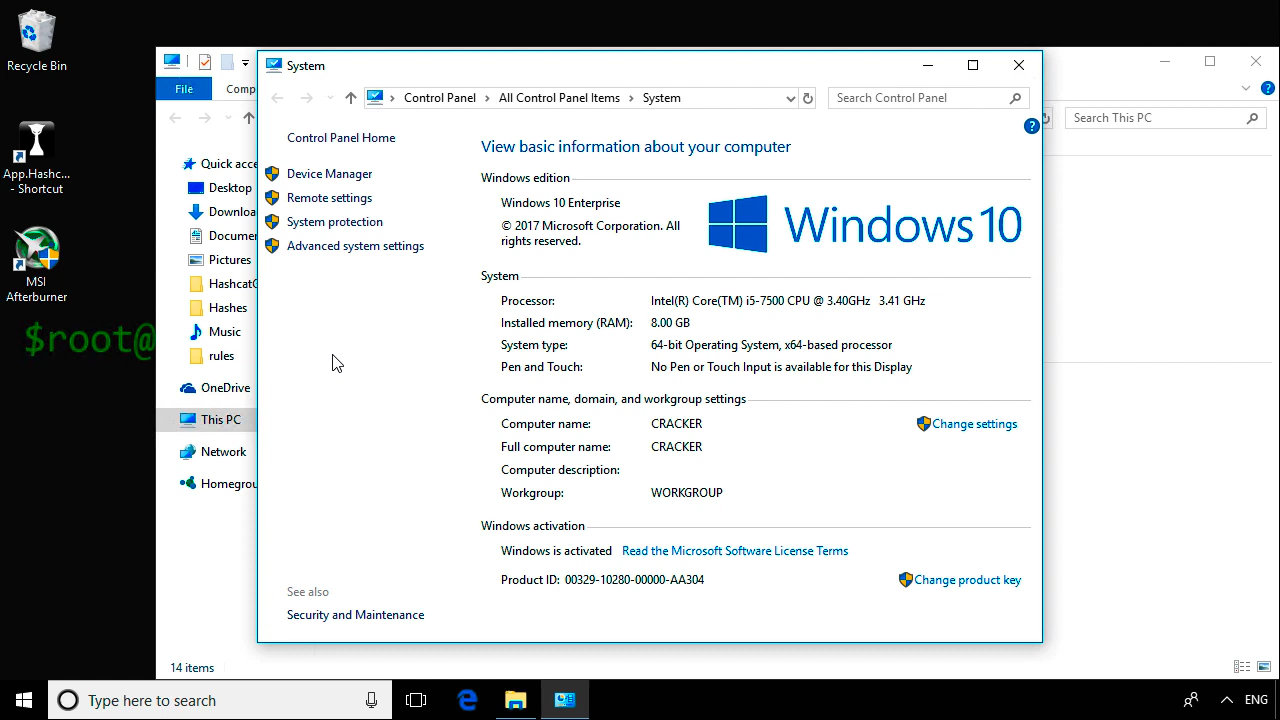 Recycle Bin
App.Hashc...
- Shortcut
MSI
Afterburner
$root@
File
Comp
Search This PC
Quick acce
Desktop
Downloa
Documen
Pictures
HashcatG
Hashes
Music
rules
OneDrive
This PC
Network
Homegrou
14 items
System
Control Panel
All Control Panel Items
System
Search Control Panel
Control Panel Home
Device Manager
Remote settings
System protection
Advanced system settings
See also
Security and Maintenance
View basic information about your computer
Windows edition
Windows 10 Enterprise
© 2017 Microsoft Corporation. All
rights reserved.
Windows 10
System
Processor: Intel(R) Core(TM) i5-7500 CPU @ 3.40GHz 3.41 GHz
Installed memory (RAM): 8.00 GB
System type: 64-bit Operating System, x64-based processor
Pen and Touch: No Pen or Touch Input is available for this Display
Computer name, domain, and workgroup settings
Computer name: CRACKER
Change settings
Full computer name: CRACKER
Computer description:
Workgroup: WORKGROUP
Windows activation
Windows is activated Read the Microsoft Software License Terms
Product ID: 00329-10280-00000-AA304
Change product key
Type here to search
ENG